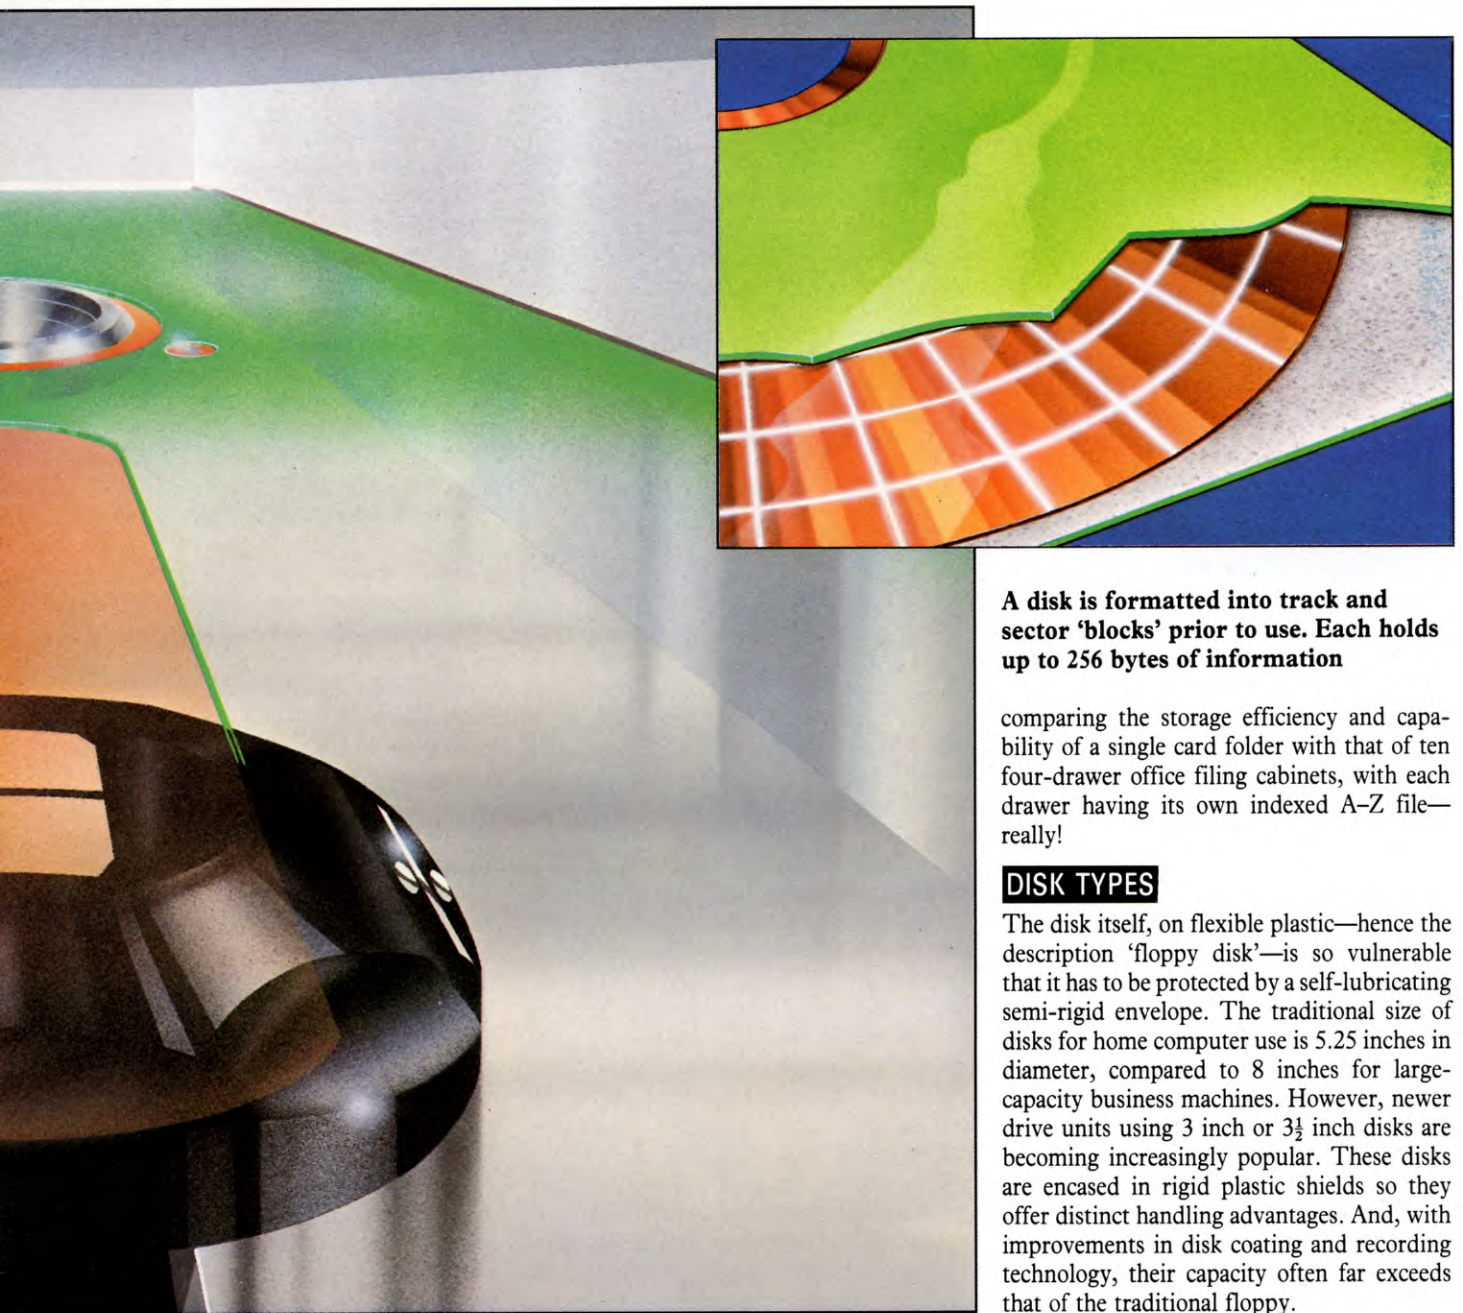 A disk is formatted into track and
sector ‘blocks’ prior to use. Each holds
up to 256 bytes of information
comparing the storage efficiency and capa-
bility of a single card folder with that of ten
four-drawer office filing cabinets, with each
drawer having its own indexed A–Z file—
really!
DISK TYPES
The disk itself, on flexible plastic—hence the
description ‘floppy disk’—is so vulnerable
that it has to be protected by a self-lubricating
semi-rigid envelope. The traditional size of
disks for home computer use is 5.25 inches in
diameter, compared to 8 inches for large-
capacity business machines. However, newer
drive units using 3 inch or 3½ inch disks are
becoming increasingly popular. These disks
are encased in rigid plastic shields so they
offer distinct handling advantages. And, with
improvements in disk coating and recording
technology, their capacity often far exceeds
that of the traditional floppy.